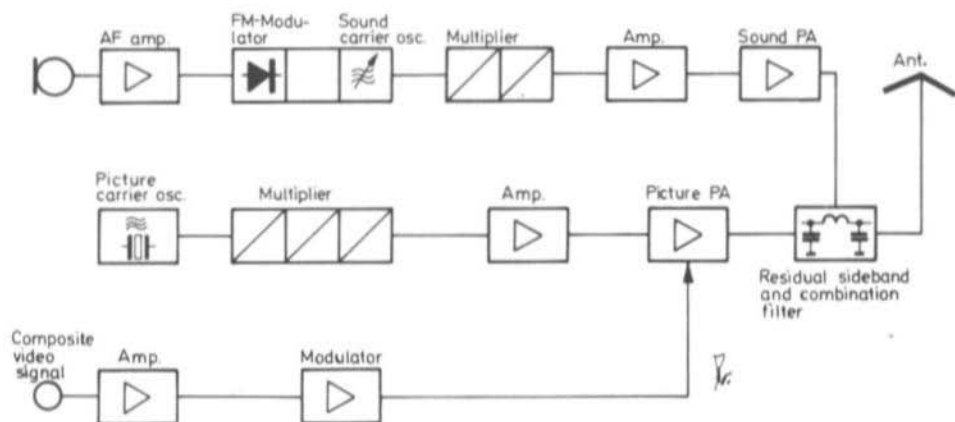 AF amp.
FM-Modu-
lator
Sound
carrier osc.
Multiplier
Amp.
Sound PA
Ant.
Picture
carrier osc.
Multiplier
Amp.
Picture PA
Residual sideband
and combination
filter
Composite
video
signal
Amp.
Modulator